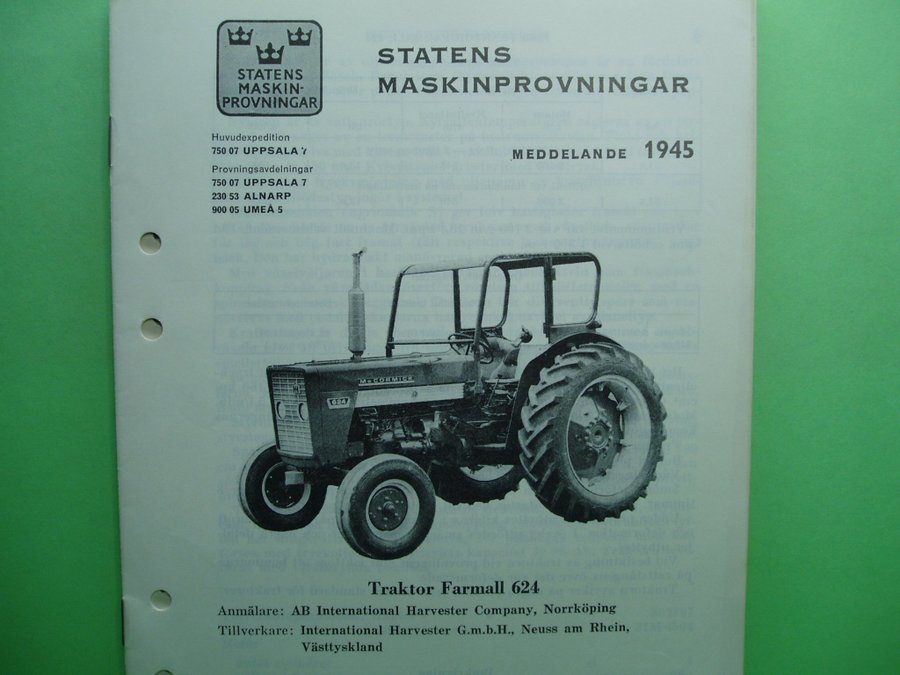 STATENS
MASKIN-
PROVNINGAR
STATENS
MASKINPROVNINGAR
Huvudexpedition
750 07 UPPSALA 7
Provningsavdelningar
750 07 UPPSALA 7
230 53 ALNARP
900 05 UMEÅ 5
MEDDELANDE 1945
McCORMICK
624
Traktor Farmall 624
Anmälare: AB International Harvester Company, Norrköping
Tillverkare: International Harvester G.m.b.H., Neuss am Rhein,
Västtyskland